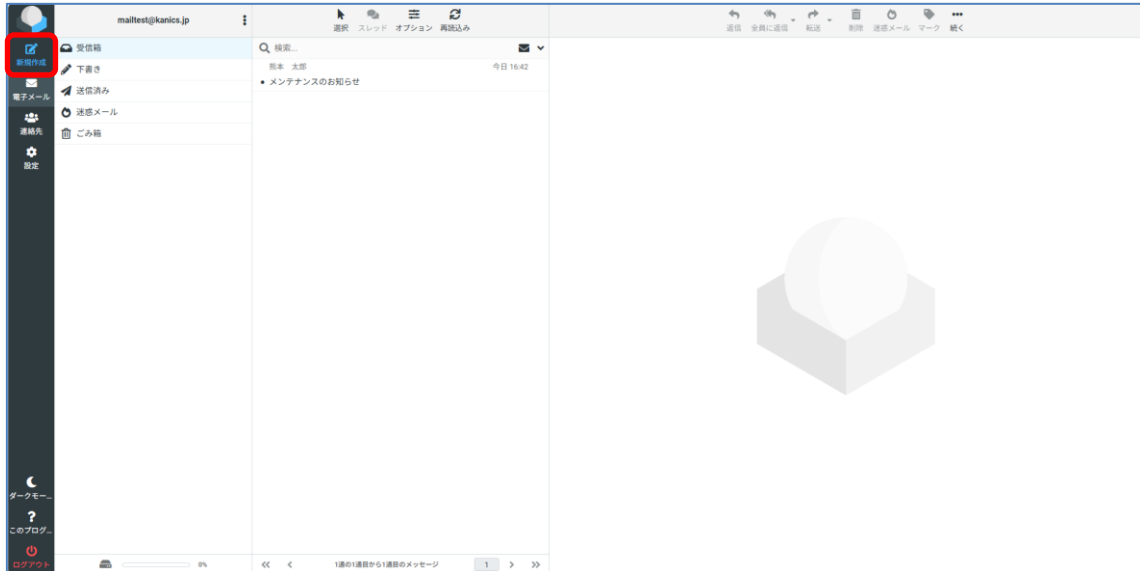 mailtest@kanics.jp
選択 スレッド オプション 再読込み
返信 全員に返信 転送 削除 迷惑メール マーク 続く
新規作成
電子メール
連絡先
設定
ダークモー...
このプログ...
ログアウト
受信箱
下書き
送信済み
迷惑メール
ごみ箱
0%
検索...
熊本 太郎 今日 16:42
• メンテナンスのお知らせ
1通の1通目から1通目のメッセージ 1